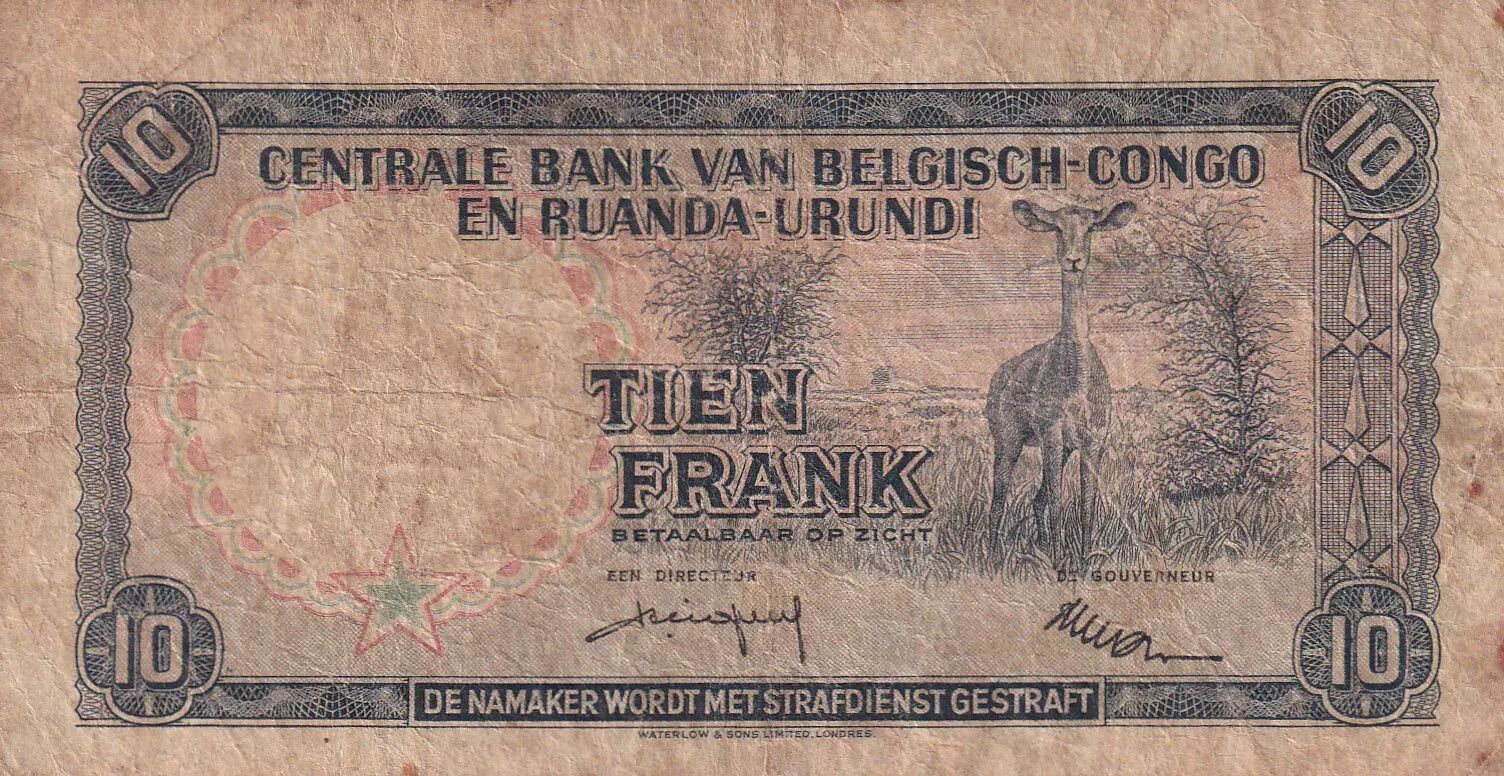 10
10
CENTRALE BANK VAN BELGISCH-CONGO
EN RUANDA-URUNDI
TIEN
FRANK
BETAALBAAR OP ZICHT
EEN DIRECTEUR
DE GOUVERNEUR
10
10
DE NAMAKER WORDT MET STRAFDIENST GESTRAFT
WATERLOW & SONS LIMITED, LONDRES.